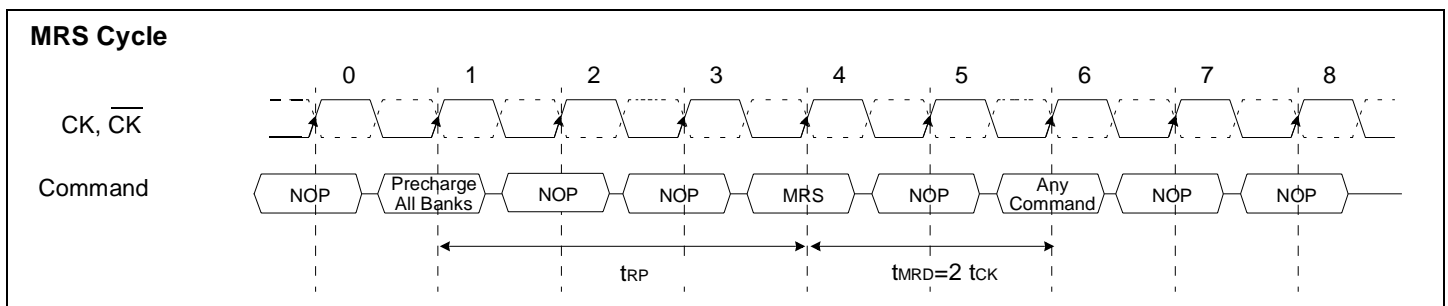 MRS Cycle
0 1 2 3 4 5 6 7 8
CK, C̅K̅
Command
NOP Precharge All Banks NOP NOP MRS NOP Any Command NOP NOP
tRP tMRD=2 tCK